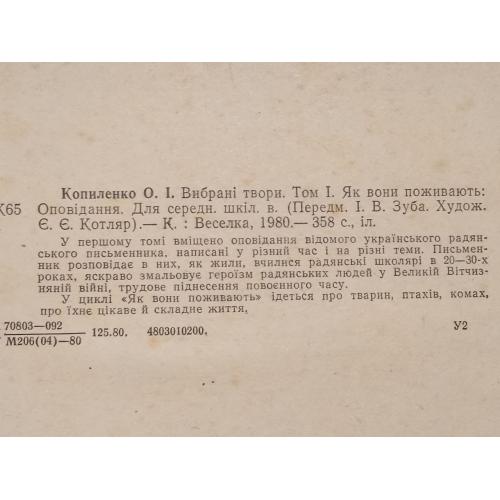 Копиленко О. І. Вибрані твори. Том І. Як вони поживають:
К65 Оповідання. Для середн. шкіл. в. (Передм. І. В. Зуба. Худож.
Є. Є. Котляр).— К. : Веселка, 1980.— 358 с., іл.
У першому томі вміщено оповідання відомого українського радян-
ського письменника, написані у різний час і на різні теми. Письмен-
ник розповідає в них, як жили, вчилися радянські школярі в 20—30-х
роках, яскраво змальовує героїзм радянських людей у Великій Вітчиз-
няній війні, трудове піднесення повоєнного часу.
У циклі «Як вони поживають» ідеться про тварин, птахів, комах,
про їхнє цікаве й складне життя,
70803—092
М206(04)—80 125.80. 4803010200, У2